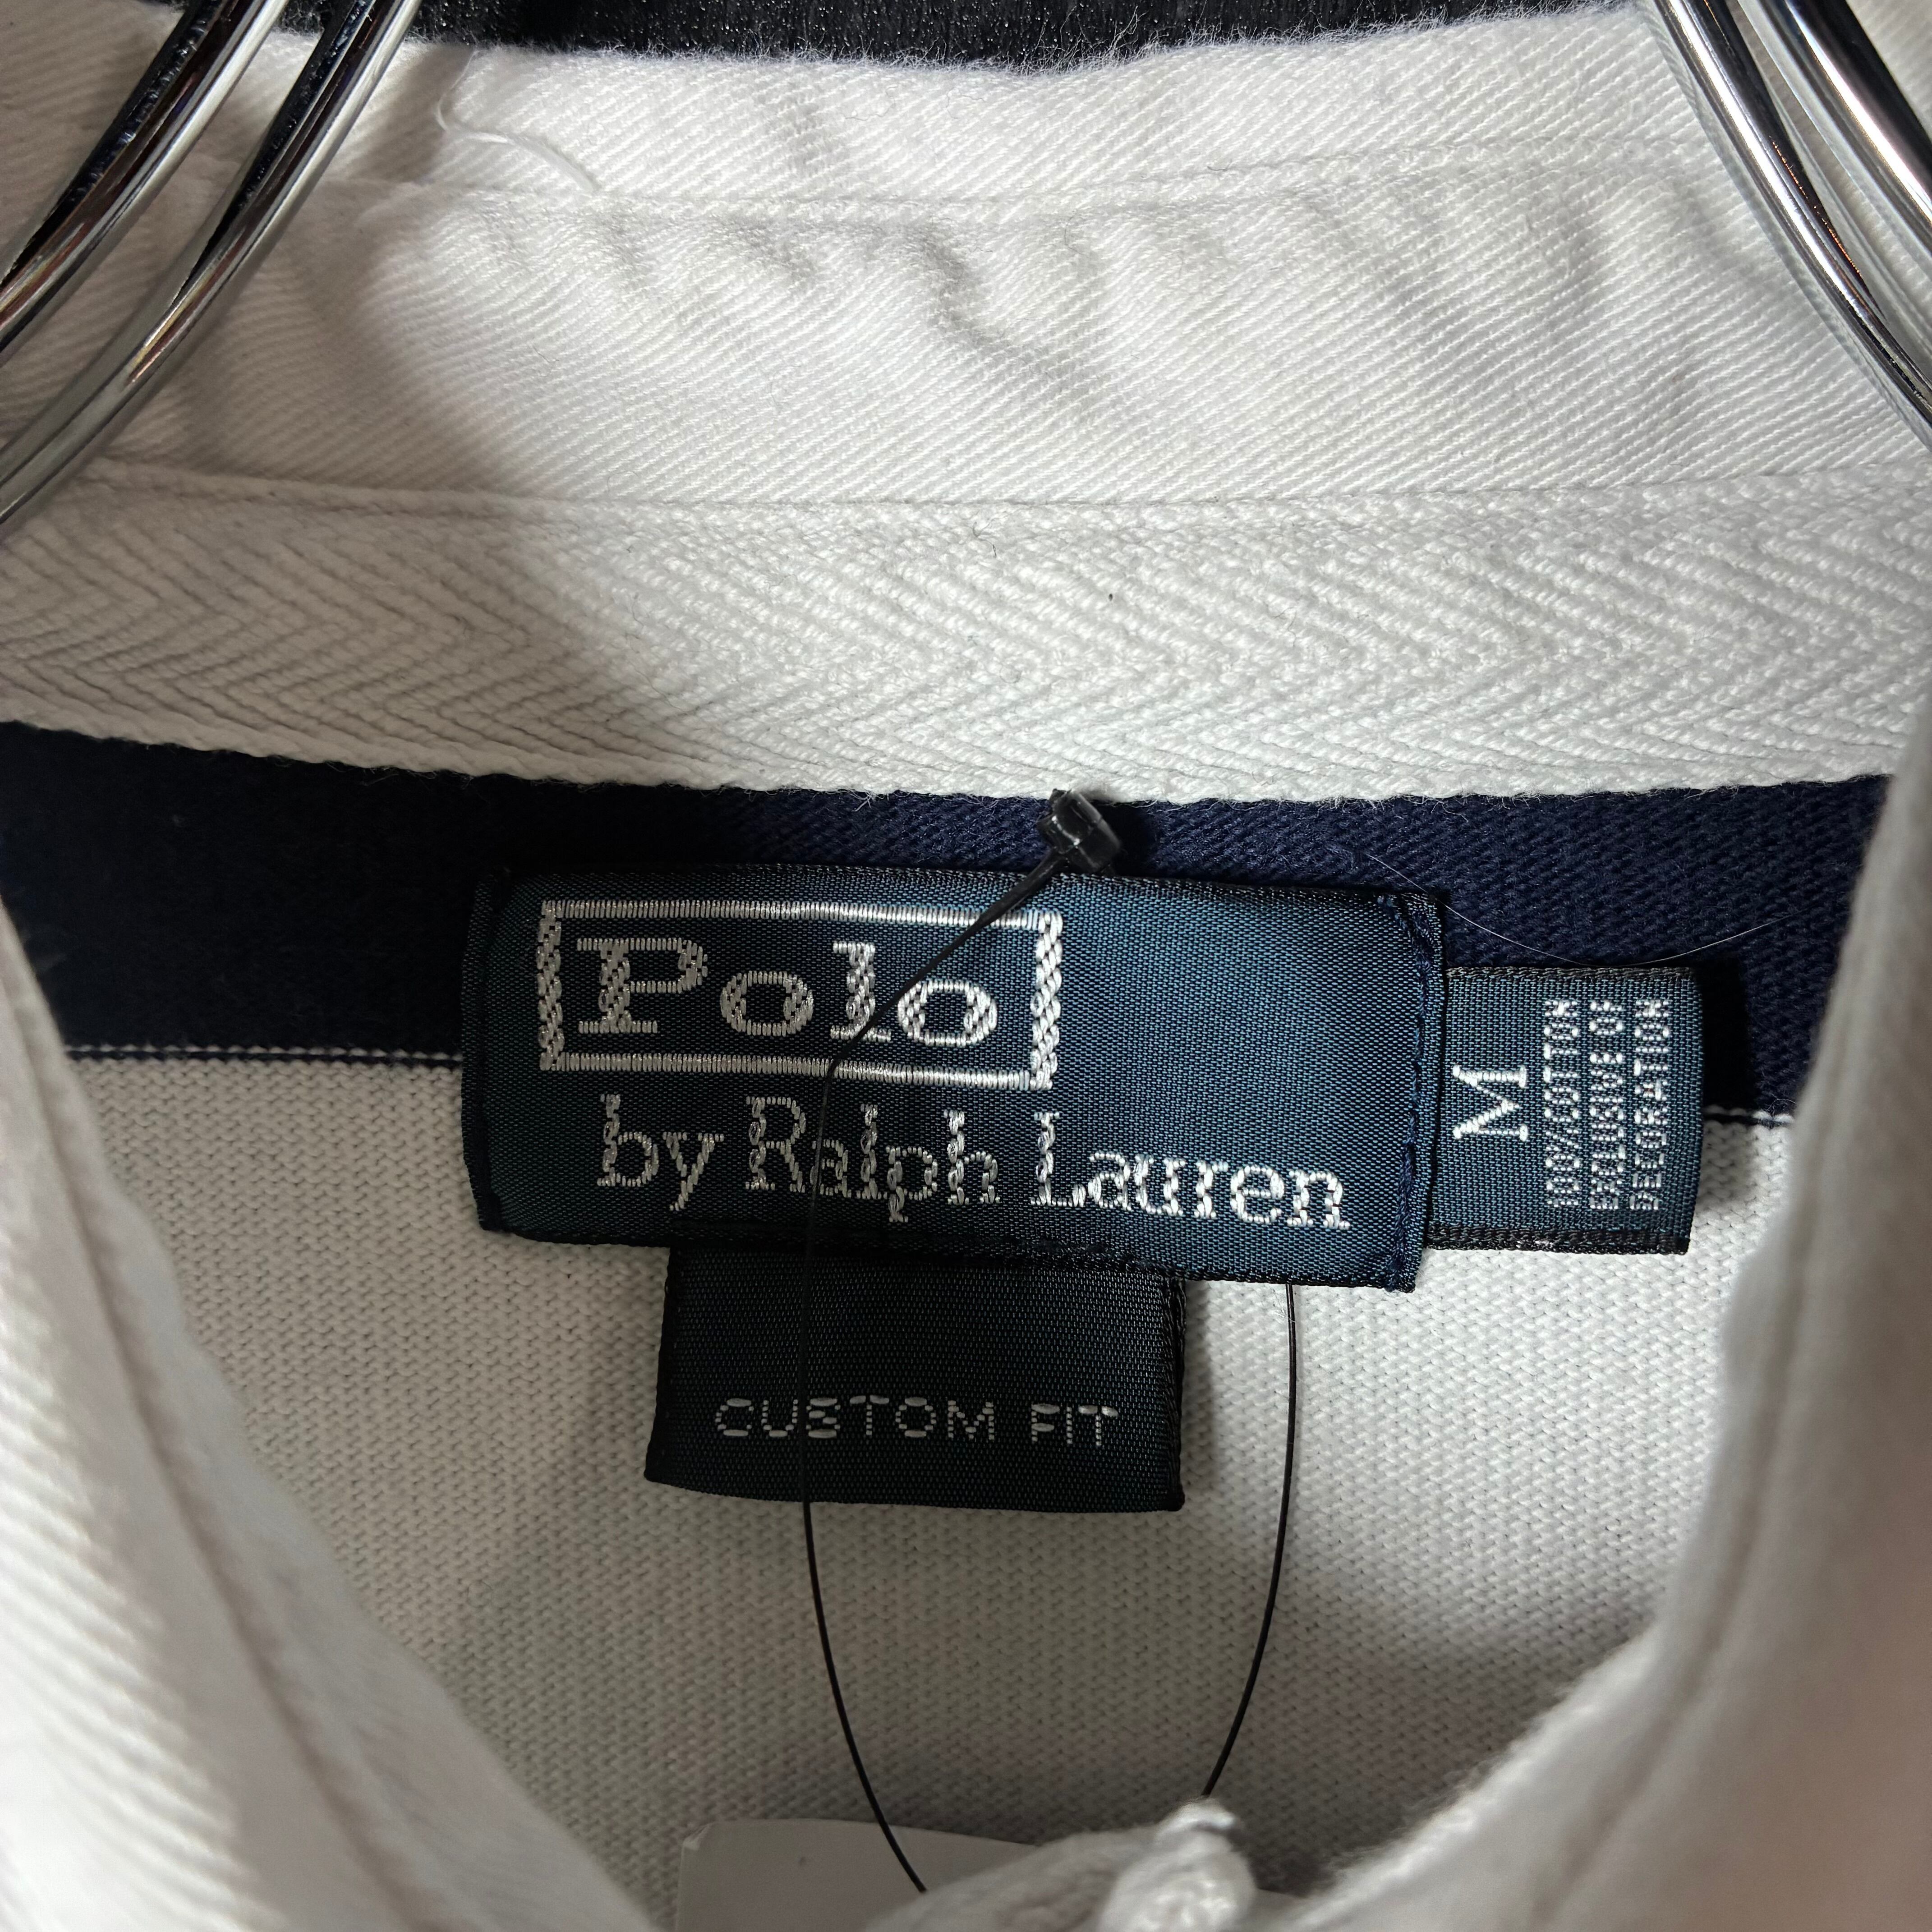 Polo
by Ralph Lauren
M
100% COTTON
EXCLUSIVE OF
DECORATION
CUSTOM FIT